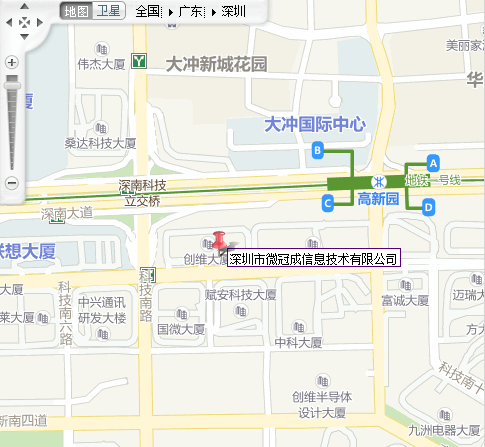 地图 卫星 全国 广东 深圳
伟杰大厦
大冲新城花园
美丽家
华
厦
桑达科技大厦
大冲国际中心
B
A
深南科技
立交桥
地铁一号线
高新园
C
D
深南大道
联想大厦
创维大厦
深圳市微冠成信息技术有限公司
科技南六路
中兴通讯
研发大楼
科技南路
赋安科技大厦
富诚大厦
迈瑞大
莱大厦
国微大厦
中科大厦
方大
科技南十
创维半导体
设计大厦
新南四道
九洲电器大厦